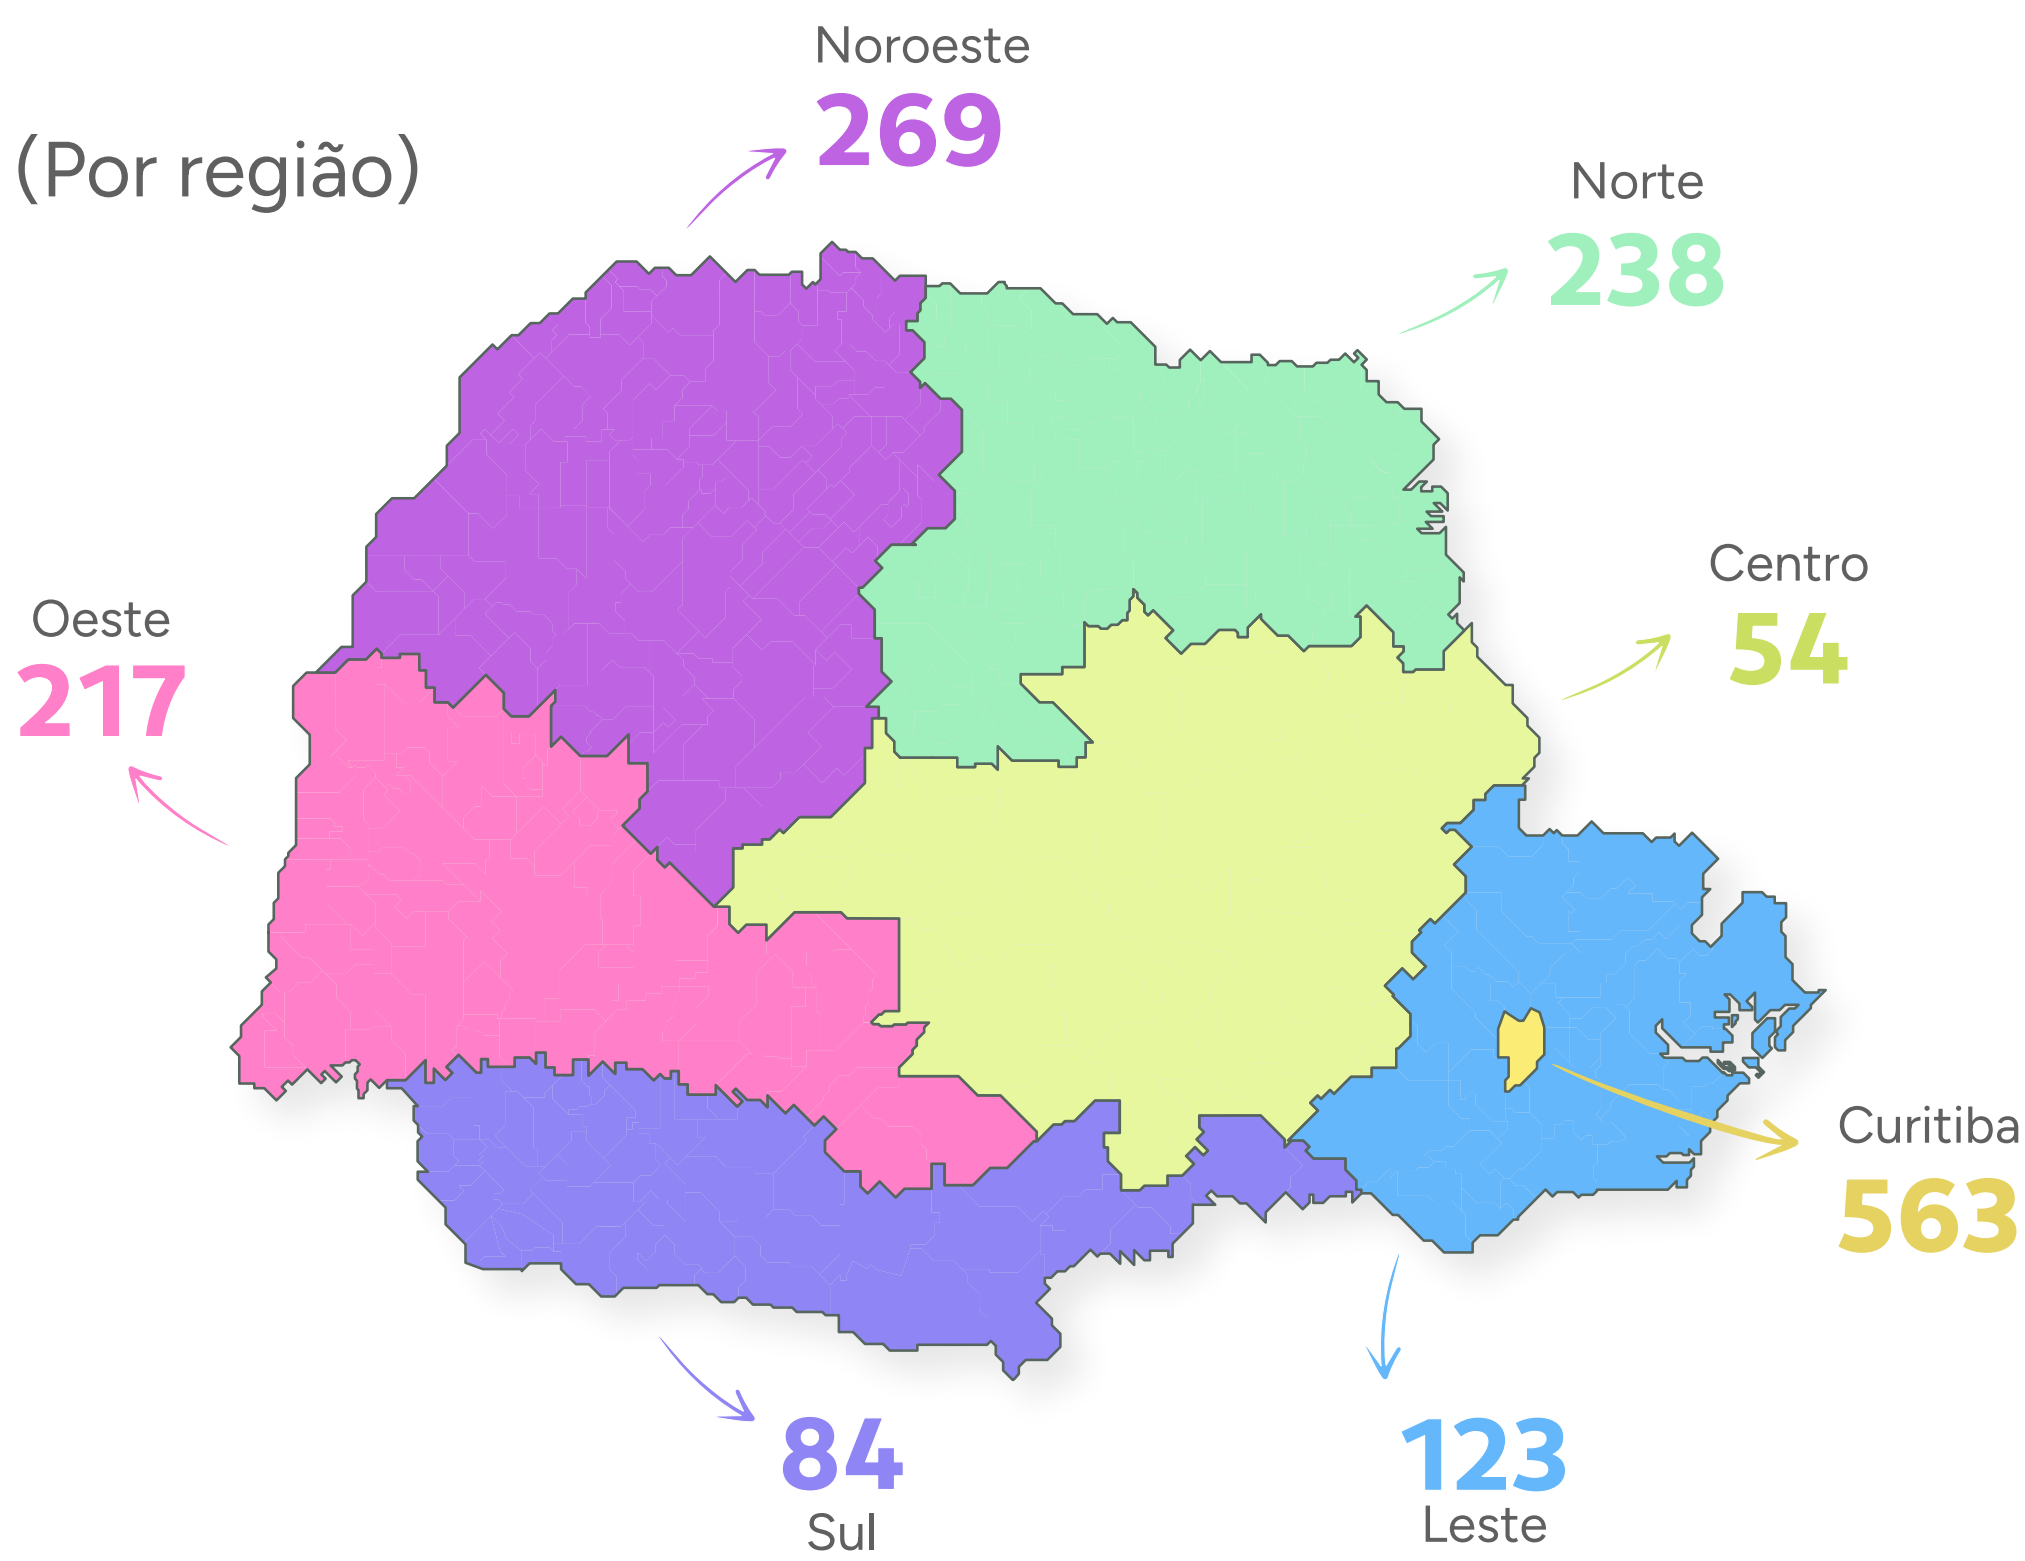 Noroeste
269
(Por região)
Norte
238
Centro
54
Oeste
217
Curitiba
563
84
Sul
123
Leste